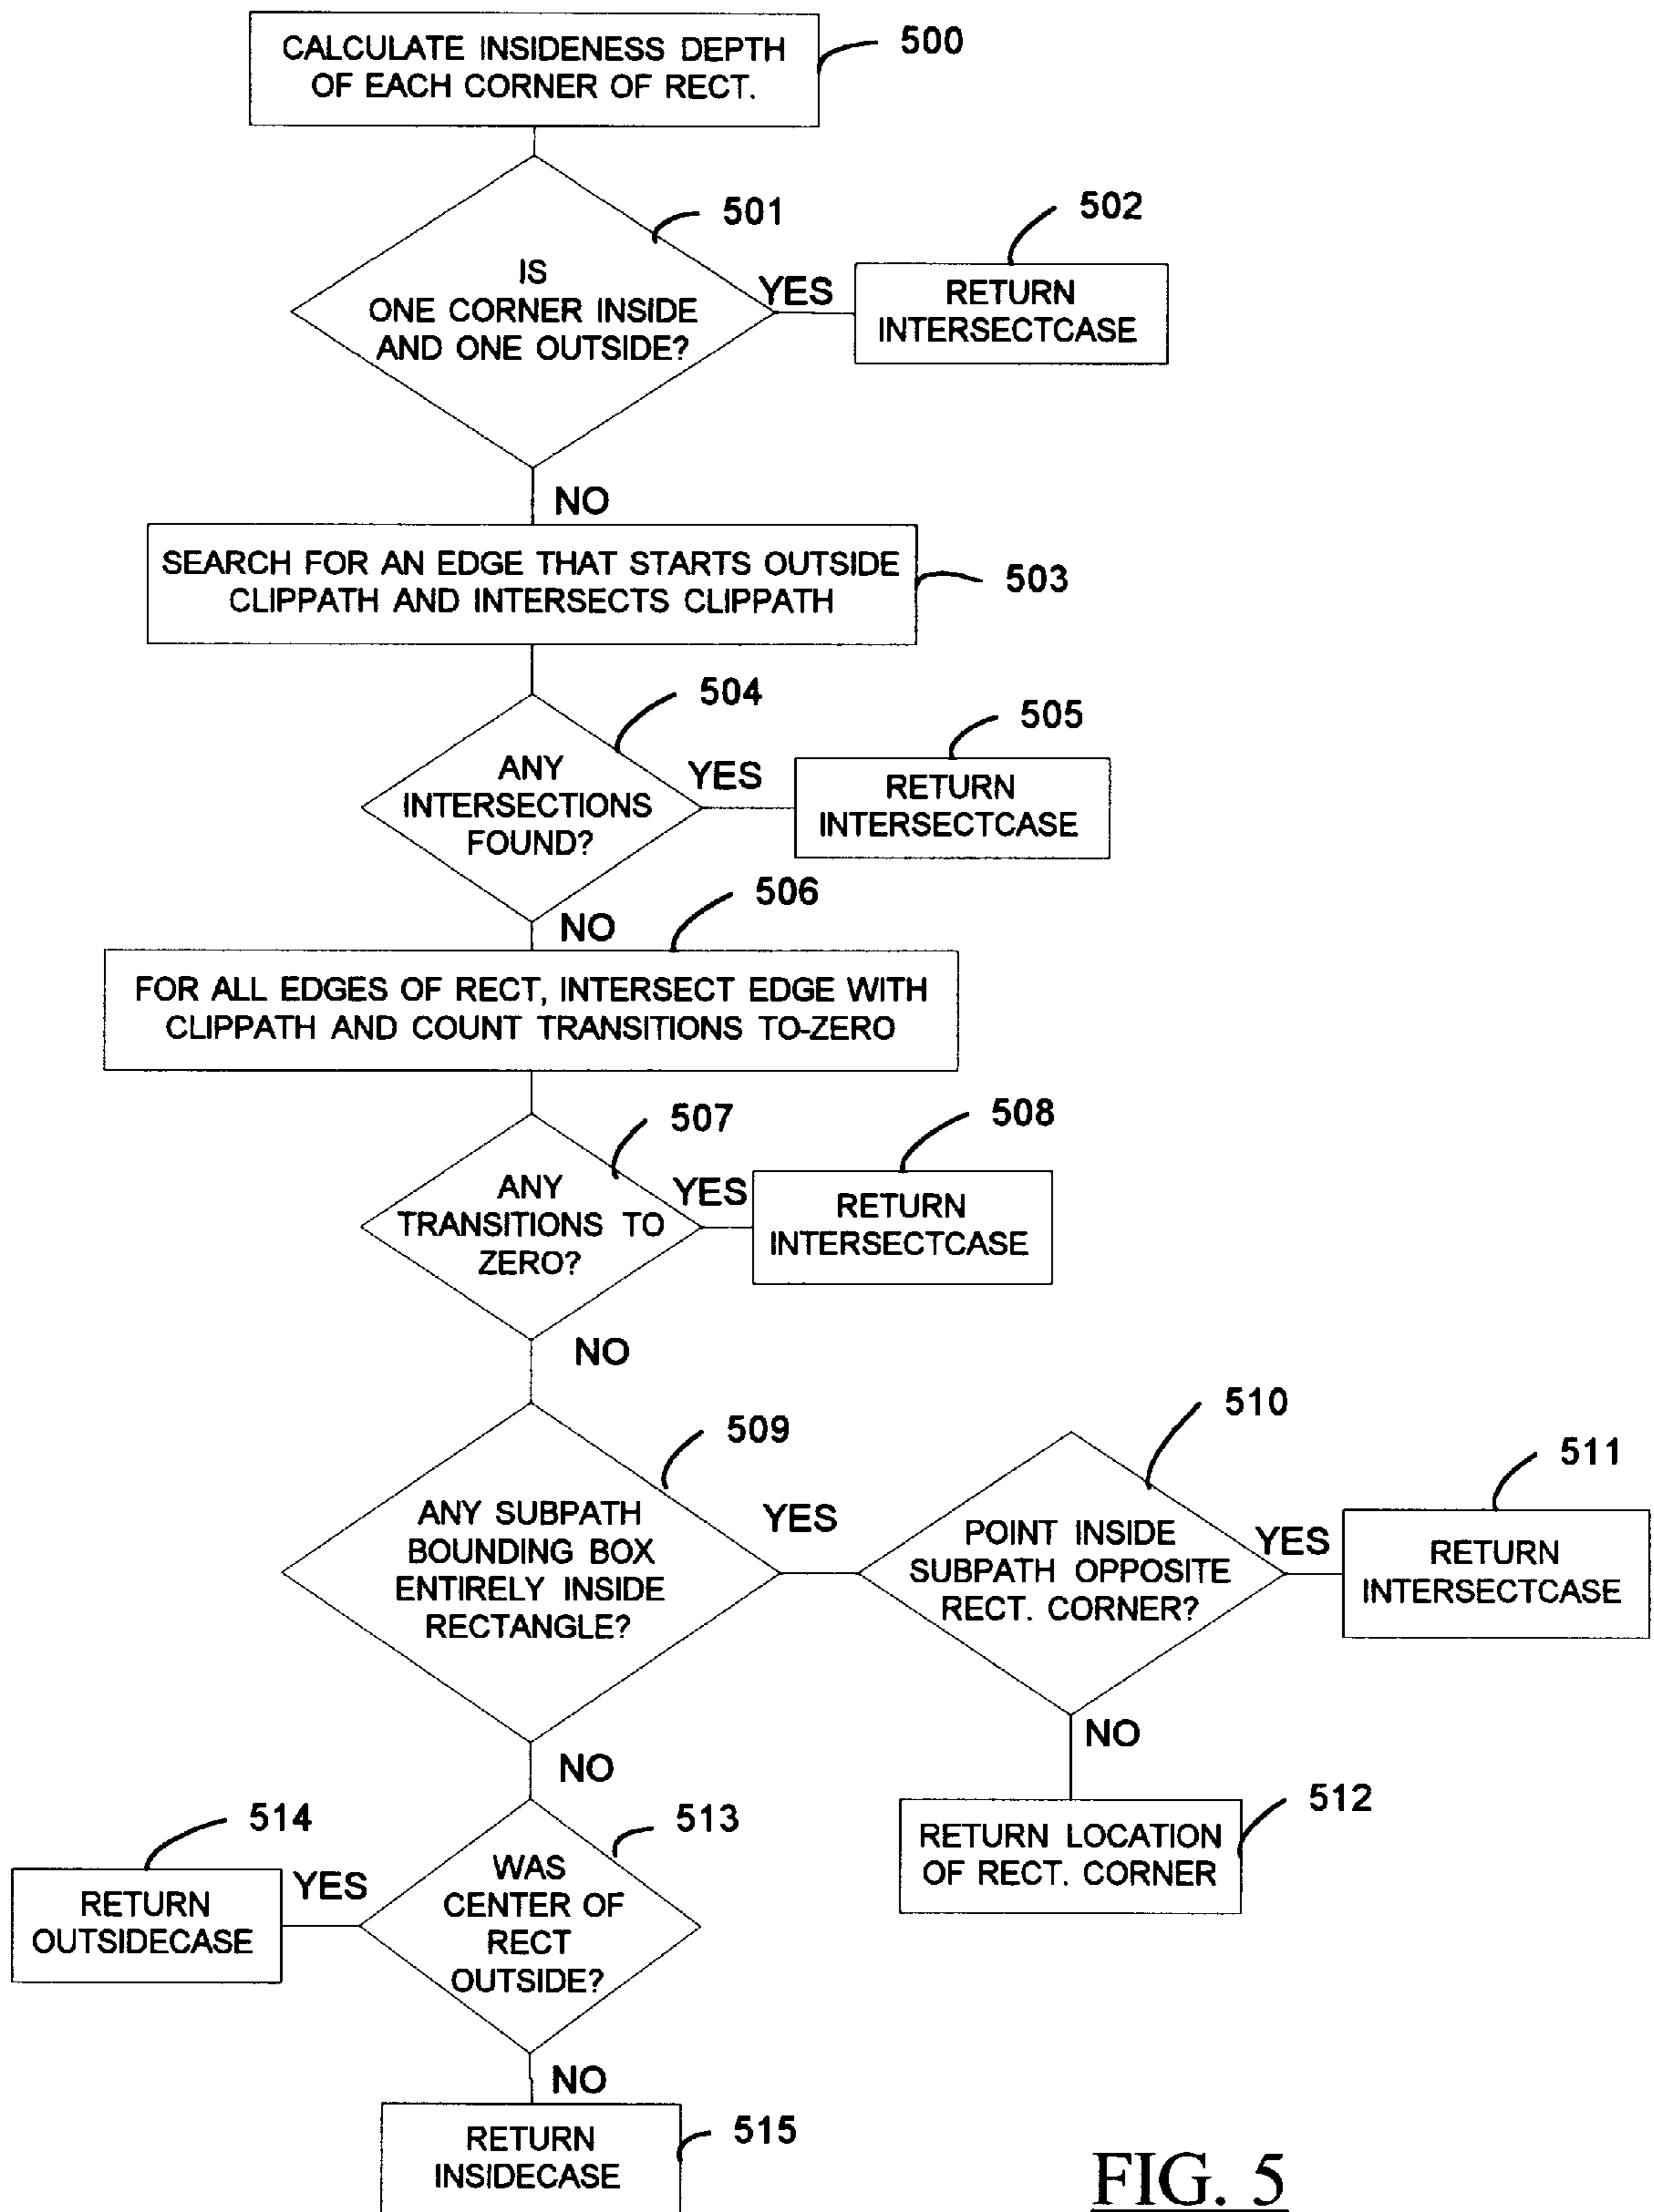 CALCULATE INSIDENESS DEPTH
OF EACH CORNER OF RECT.
500
IS
ONE CORNER INSIDE
AND ONE OUTSIDE?
501
YES
RETURN
INTERSECTCASE
502
NO
SEARCH FOR AN EDGE THAT STARTS OUTSIDE
CLIPPATH AND INTERSECTS CLIPPATH
503
ANY
INTERSECTIONS
FOUND?
504
YES
RETURN
INTERSECTCASE
505
NO
506
FOR ALL EDGES OF RECT, INTERSECT EDGE WITH
CLIPPATH AND COUNT TRANSITIONS TO-ZERO
ANY
TRANSITIONS TO
ZERO?
507
YES
RETURN
INTERSECTCASE
508
NO
ANY SUBPATH
BOUNDING BOX
ENTIRELY INSIDE
RECTANGLE?
509
YES
POINT INSIDE
SUBPATH OPPOSITE
RECT. CORNER?
510
YES
RETURN
INTERSECTCASE
511
NO
RETURN LOCATION
OF RECT. CORNER
512
NO
WAS
CENTER OF
RECT
OUTSIDE?
513
YES
RETURN
OUTSIDECASE
514
NO
RETURN
INSIDECASE
515
FIG. 5